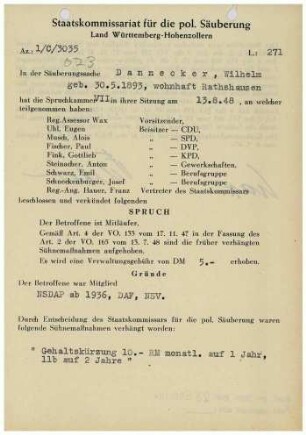 Staatskommissariat für die pol. Säuberung
Land Württemberg-Hohenzollern
Az.: 1/C/3035 L.: 271
023
In der Säuberungssache D a n n e c k e r , Wilhelm
geb. 30.5.1893, wohnhaft Rathshausen
hat die Spruchkammer VII in ihrer Sitzung am 13.8.48 , an welcher
teilgenommen haben:
Reg.Assessor Wax Vorsitzender,
Uhl, Eugen Beisitzer — CDU,
Mauch, Alois „ — SPD,
Fischer, Paul „ — DVP,
Fink, Gottlieb „ — KPD,
Steinacher, Anton „ — Gewerkschaften,
Schwarz, Emil „ — Berufsgruppe
Schneckenburger, Josef „ — Berufsgruppe
Reg.-Ang. Hauer, Franz Vertreter des Staatskommissars
beschlossen und verkündet folgenden
SPRUCH
Der Betroffene ist Mitläufer.
Gemäß Art. 4 der VO. 133 vom 17. 11. 47 in der Fassung des
Art. 2 der VO. 165 vom 13. 7. 48 sind die früher verhängten
Sühnemaßnahmen aufgehoben.
Es wird eine Verwaltungsgebühr von DM 5.- erhoben.
Gründe
Der Betroffene war Mitglied
NSDAP ab 1936, DAF, NSV.
Durch Entscheidung des Staatskommissars für die pol. Säuberung waren
folgende Sühnemaßnahmen verhängt worden:
" Gehaltskürzung 10.- RM monatl. auf 1 Jahr,
11b auf 2 Jahre "